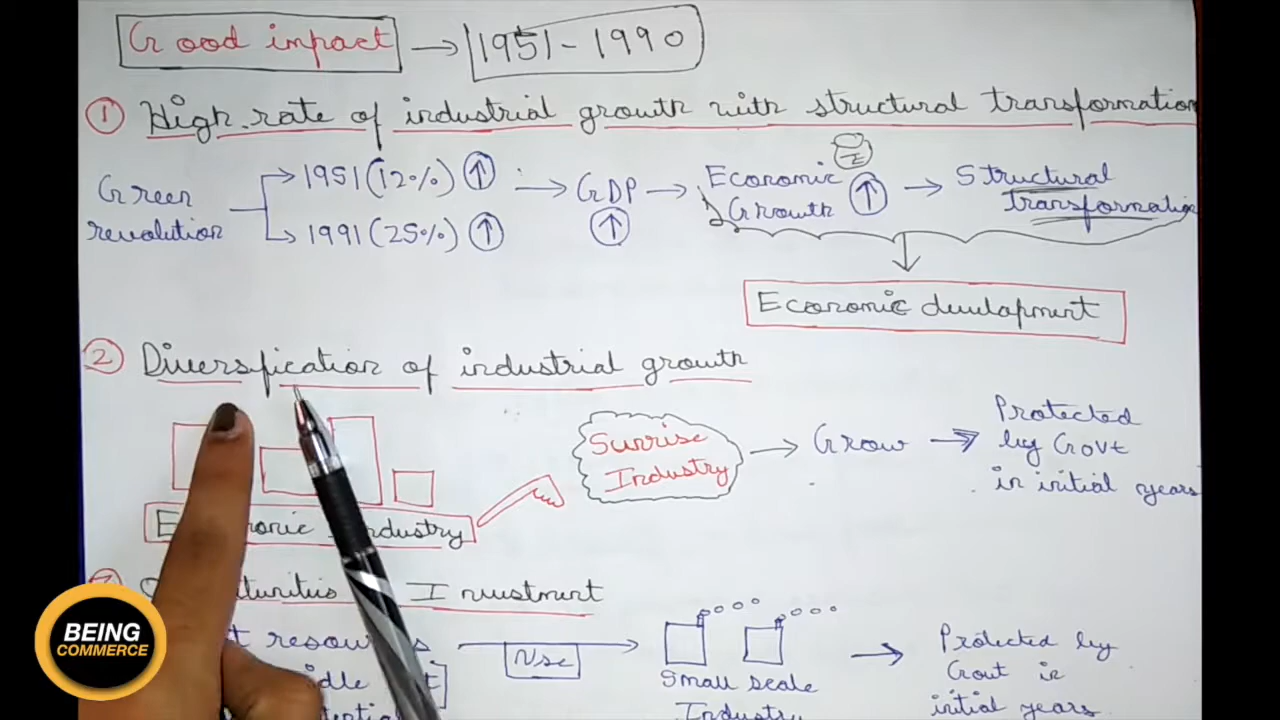 Good impact → 1951 - 1990
① High rate of industrial growth with structural transformation
Green revolution
1951 (12%) ↑
1991 (25%) ↑
→ GDP ↑ → Economic Growth ↑ → Structural transformation
Economic development
② Diversification of industrial growth
Sunrise Industry → Grow → Protected by Govt in initial years
Industry
Investment
resources
Use
Small scale Industry
→ Protected by Govt in initial years
BEING
COMMERCE